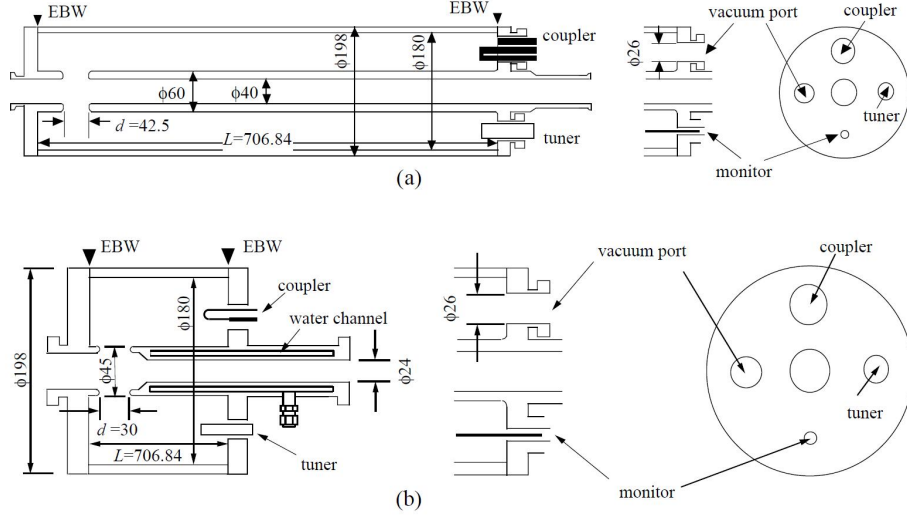 EBW
EBW
coupler
ϕ198
ϕ180
ϕ60
ϕ40
d =42.5
L=706.84
tuner
vacuum port
coupler
ϕ26
tuner
monitor
(a)
EBW
EBW
coupler
water channel
ϕ198
ϕ180
ϕ45
ϕ24
d =30
L=706.84
tuner
vacuum port
coupler
ϕ26
tuner
monitor
(b)